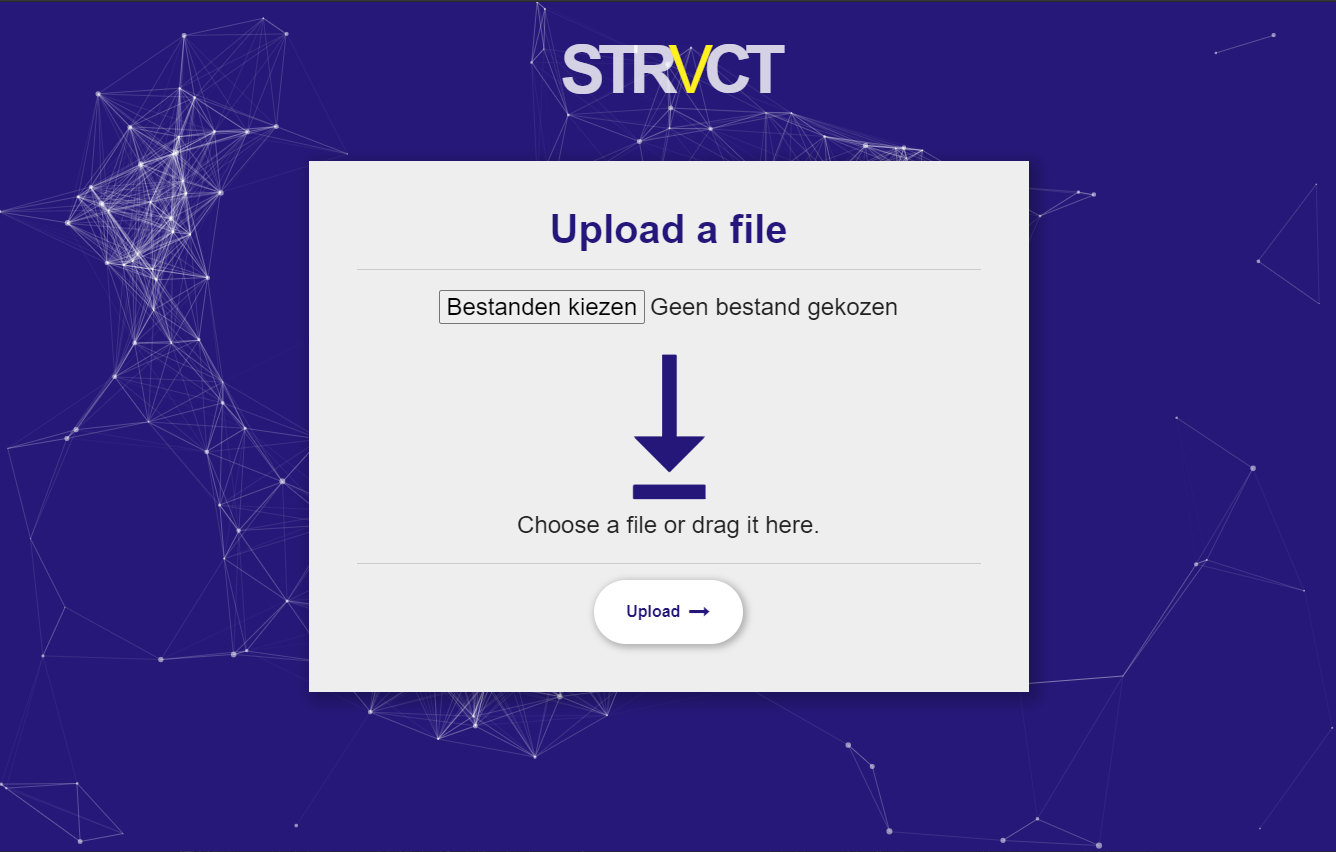 STRVCT
Upload a file
Bestanden kiezen Geen bestand gekozen
Choose a file or drag it here.
Upload